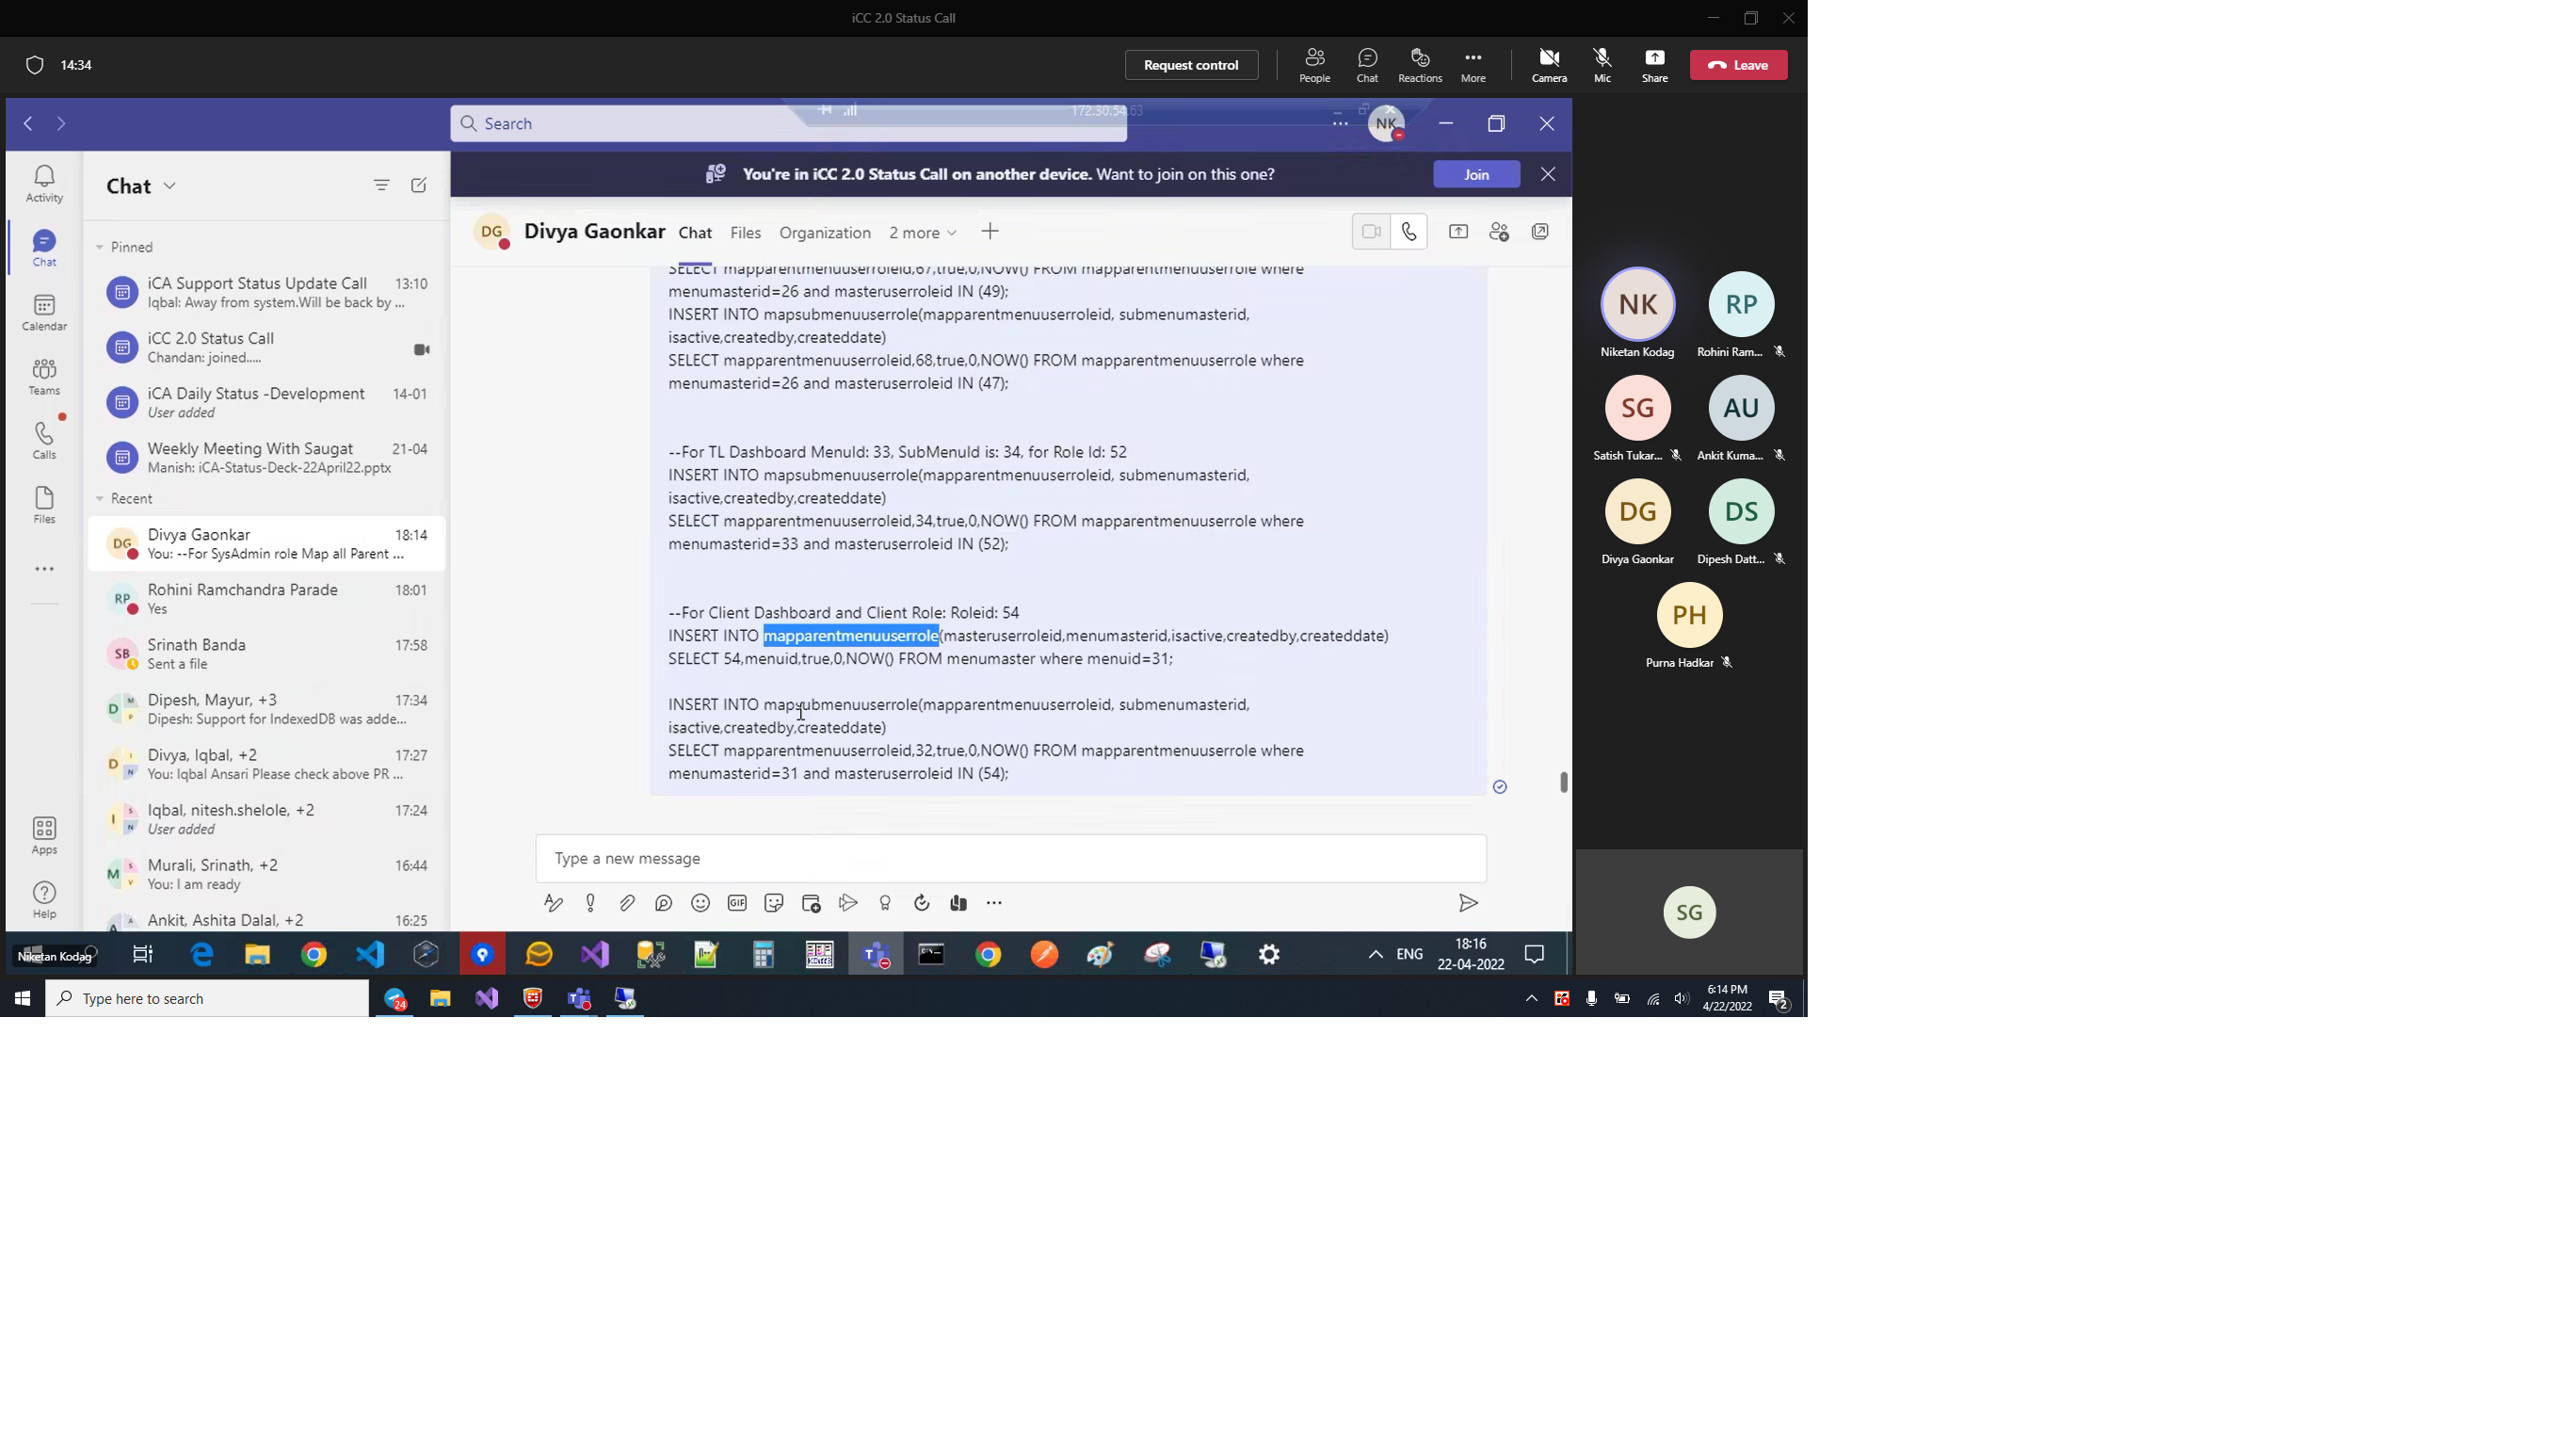 iCC 2.0 Status Call
14:34
Request control
People
Chat
Reactions
More
Camera
Mic
Share
Leave
172.30.54.63
Search
NK
You're in iCC 2.0 Status Call on another device. Want to join on this one?
Join
Activity
Chat
Calendar
Teams
Calls
Files
Apps
Help
Chat
Pinned
iCA Support Status Update Call 13:10
Iqbal: Away from system.Will be back by ...
iCC 2.0 Status Call
Chandan: joined.....
iCA Daily Status -Development 14-01
User added
Weekly Meeting With Saugat 21-04
Manish: iCA-Status-Deck-22April22.pptx
Recent
DG
Divya Gaonkar 18:14
You: --For SysAdmin role Map all Parent ...
RP
Rohini Ramchandra Parade 18:01
Yes
SB
Srinath Banda 17:58
Sent a file
Dipesh, Mayur, +3 17:34
Dipesh: Support for IndexedDB was adde...
Divya, Iqbal, +2 17:27
You: Iqbal Ansari Please check above PR ...
Iqbal, nitesh.shelole, +2 17:24
User added
Murali, Srinath, +2 16:44
You: I am ready
Ankit, Ashita Dalal, +2 16:25
DG
Divya Gaonkar Chat Files Organization 2 more
SELECT mapparentmenuuserroleid,67,true,0,NOW() FROM mapparentmenuuserrole where
menumasterid=26 and masteruserroleid IN (49);
INSERT INTO mapsubmenuuserrole(mapparentmenuuserroleid, submenumasterid,
isactive,createdby,createddate)
SELECT mapparentmenuuserroleid,68,true,0,NOW() FROM mapparentmenuuserrole where
menumasterid=26 and masteruserroleid IN (47);
--For TL Dashboard MenuId: 33, SubMenuId is: 34, for Role Id: 52
INSERT INTO mapsubmenuuserrole(mapparentmenuuserroleid, submenumasterid,
isactive,createdby,createddate)
SELECT mapparentmenuuserroleid,34,true,0,NOW() FROM mapparentmenuuserrole where
menumasterid=33 and masteruserroleid IN (52);
--For Client Dashboard and Client Role: Roleid: 54
INSERT INTO mapparentmenuuserrole(masteruserroleid,menumasterid,isactive,createdby,createddate)
SELECT 54,menuid,true,0,NOW() FROM menumaster where menuid=31;
INSERT INTO mapsubmenuuserrole(mapparentmenuuserroleid, submenumasterid,
isactive,createdby,createddate)
SELECT mapparentmenuuserroleid,32,true,0,NOW() FROM mapparentmenuuserrole where
menumasterid=31 and masteruserroleid IN (54);
Type a new message
GIF
NK
Niketan Kodag
RP
Rohini Ram...
SG
Satish Tukar...
AU
Ankit Kuma...
DG
Divya Gaonkar
DS
Dipesh Datt...
PH
Purna Hadkar
SG
Niketan Kodag
ENG
18:16
22-04-2022
Type here to search
24
6:14 PM
4/22/2022
2